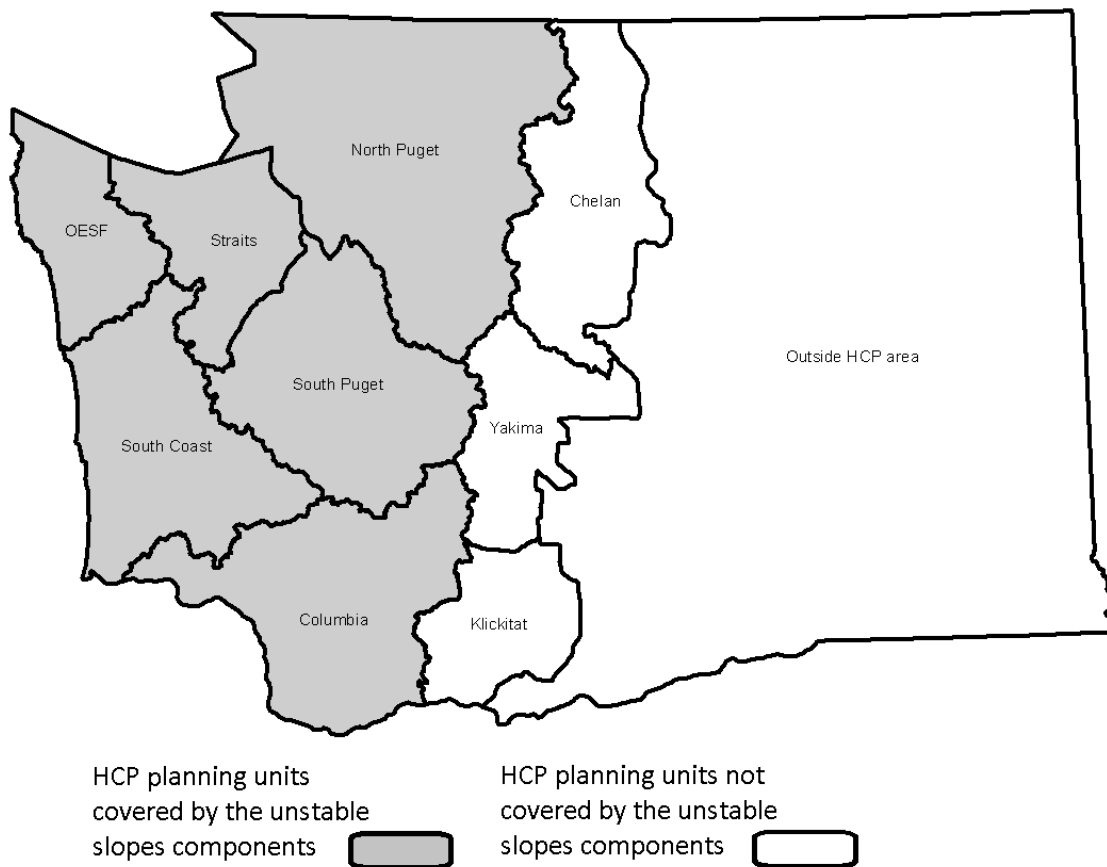 North Puget
Chelan
OESF
Straits
Outside HCP area
South Puget
Yakima
South Coast
Columbia
Klickitat
HCP planning units
covered by the unstable
slopes components
HCP planning units not
covered by the unstable
slopes components